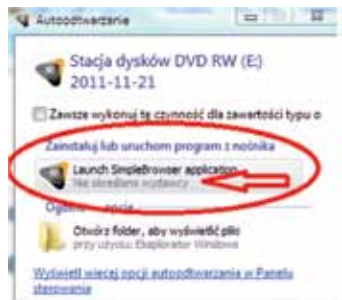 Autoodtwarzanie
Stacja dysków DVD RW (E:)
2011-11-21
Zawsze wykonuj tę czynność dla zawartości typu o
Zainstaluj lub uruchom program z nośnika
Launch SimpleBrowser application
Nie określono wydawcy
Ogólne opcje
Otwórz folder, aby wyświetlić pliki
przy użyciu: Eksplorator Windows
Wyświetl więcej opcji autoodtwarzania w Panelu
sterowania